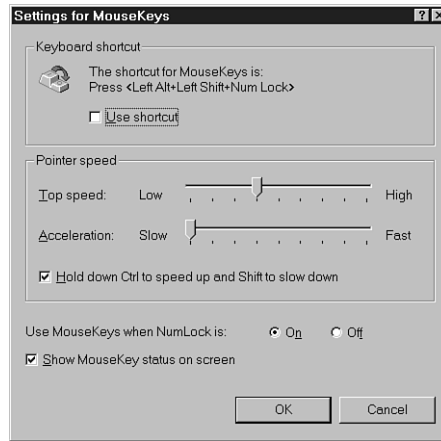 Settings for MouseKeys
Keyboard shortcut
The shortcut for MouseKeys is:
Press <Left Alt+Left Shift+Num Lock>
Use shortcut
Pointer speed
Top speed: Low High
Acceleration: Slow Fast
Hold down Ctrl to speed up and Shift to slow down
Use MouseKeys when NumLock is: On Off
Show MouseKey status on screen
OK Cancel